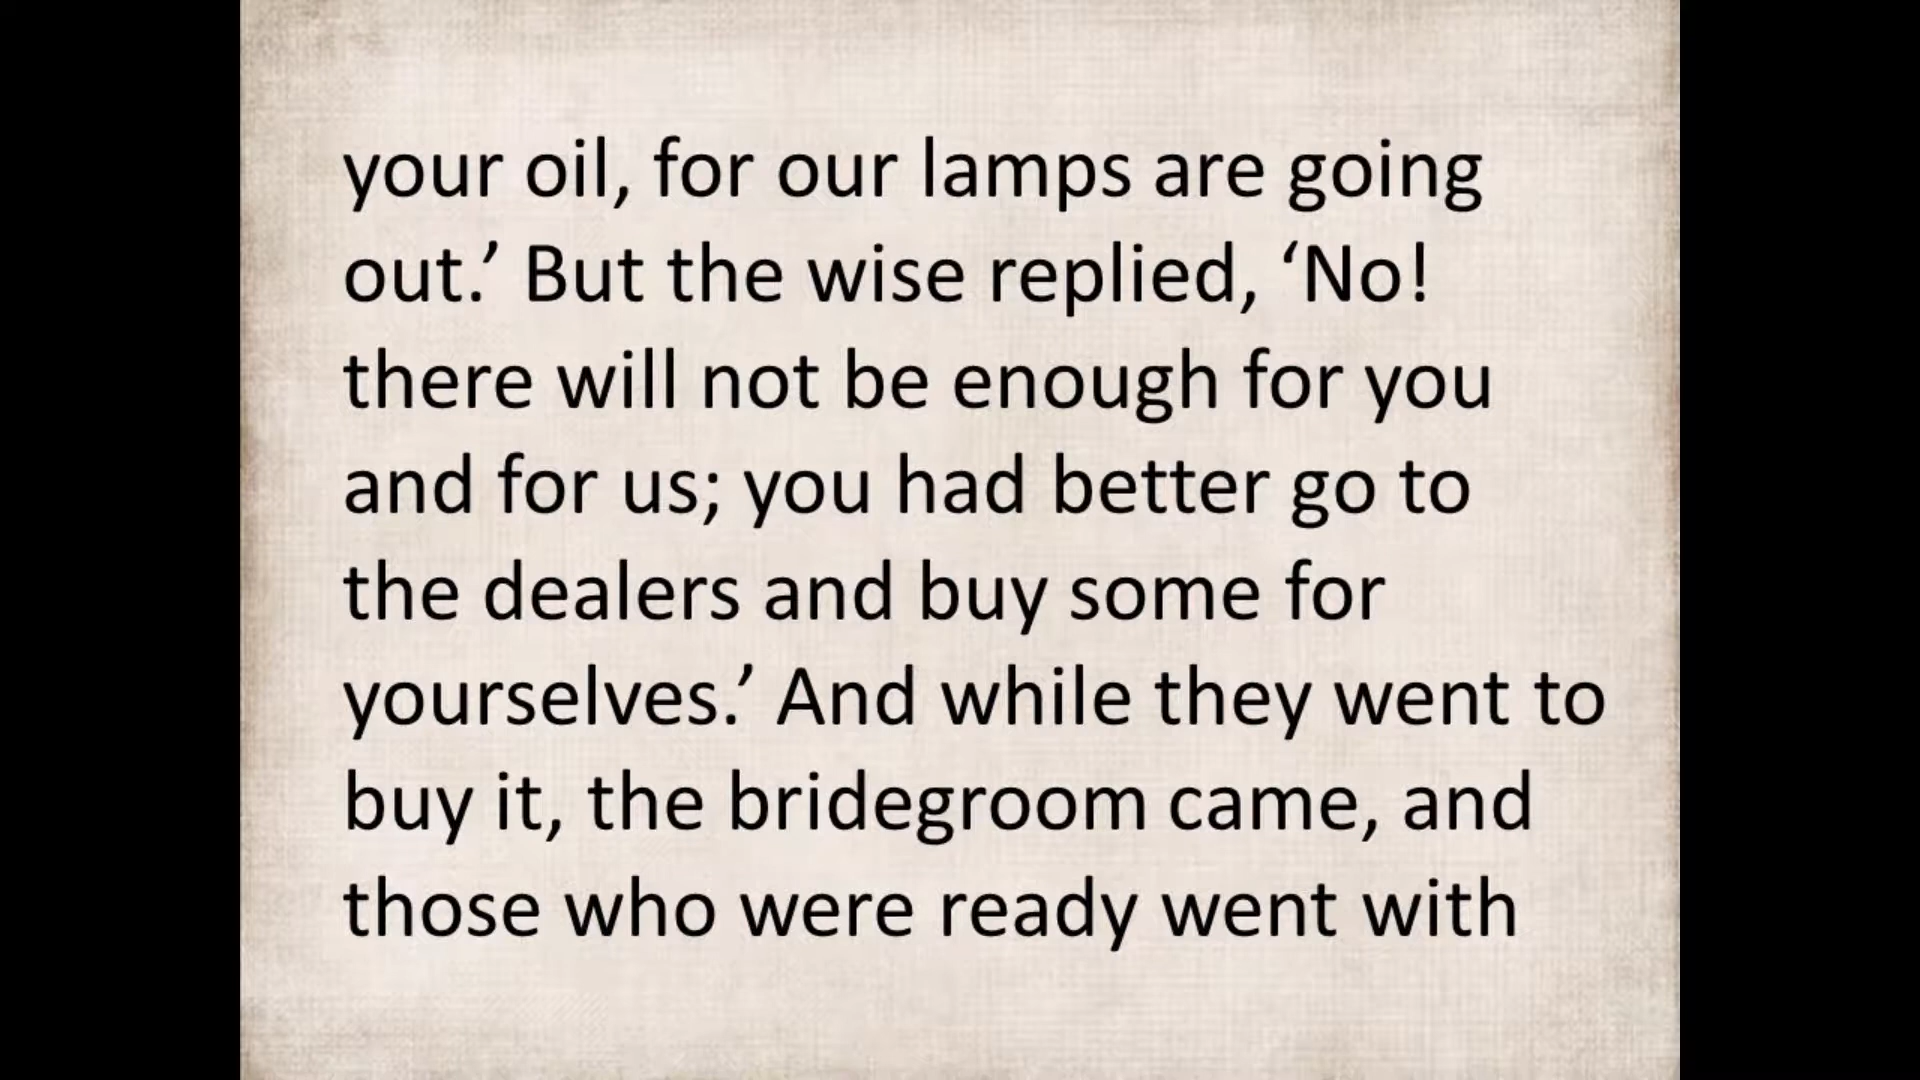 your oil, for our lamps are going
out.’ But the wise replied, ‘No!
there will not be enough for you
and for us; you had better go to
the dealers and buy some for
yourselves.’ And while they went to
buy it, the bridegroom came, and
those who were ready went with